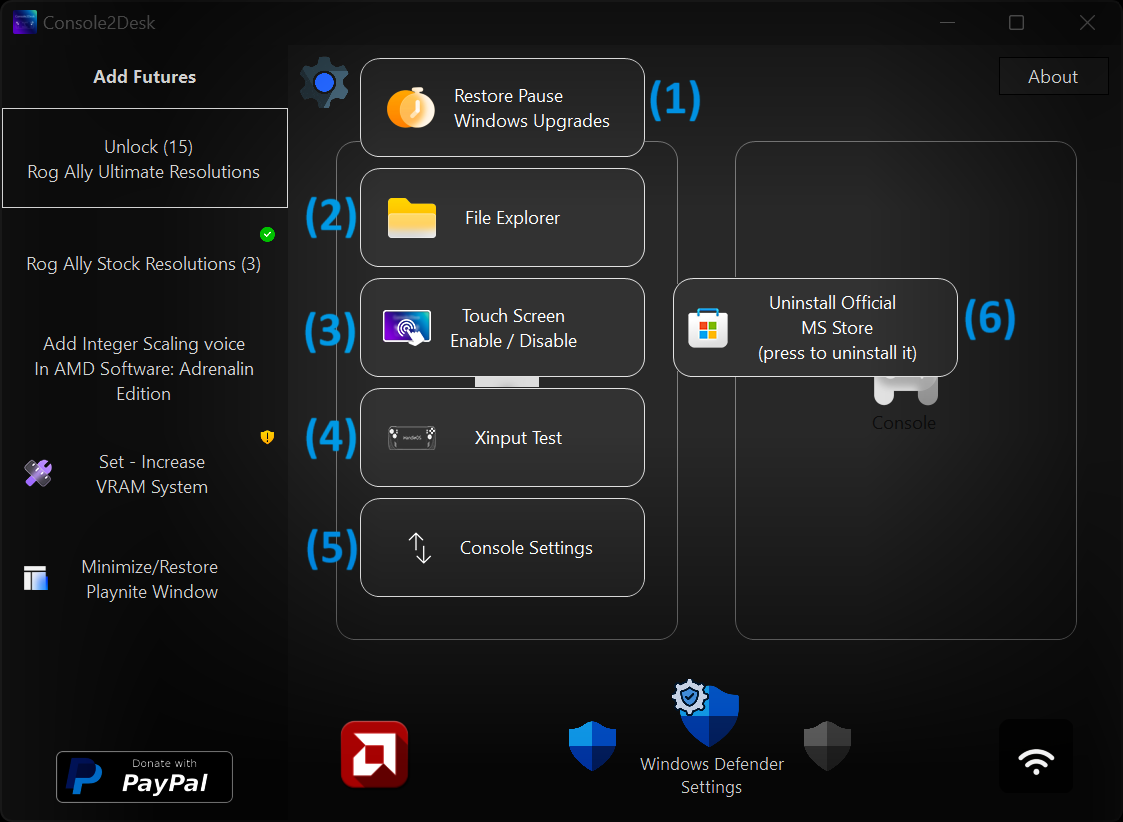 Console2Desk
Add Futures
Unlock (15)
Rog Ally Ultimate Resolutions
Rog Ally Stock Resolutions (3)
Add Integer Scaling voice
In AMD Software: Adrenalin
Edition
Set - Increase
VRAM System
Minimize/Restore
Playnite Window
Donate with
PayPal
About
Restore Pause
Windows Upgrades
(1)
(2)
File Explorer
(3)
Touch Screen
Enable / Disable
Uninstall Official
MS Store
(press to uninstall it)
(6)
Console
(4)
Xinput Test
(5)
Console Settings
Windows Defender
Settings